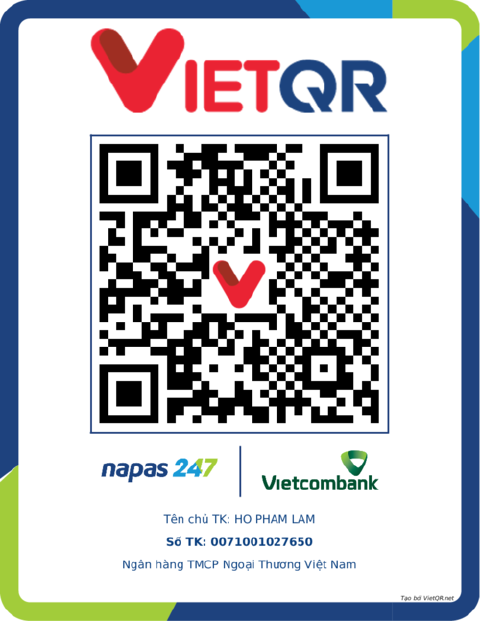 VIETQR
napas 247
Vietcombank
Tên chủ TK: HO PHAM LAM
Số TK: 0071001027650
Ngân hàng TMCP Ngoại Thương Việt Nam
Tạo bởi VietQR.net